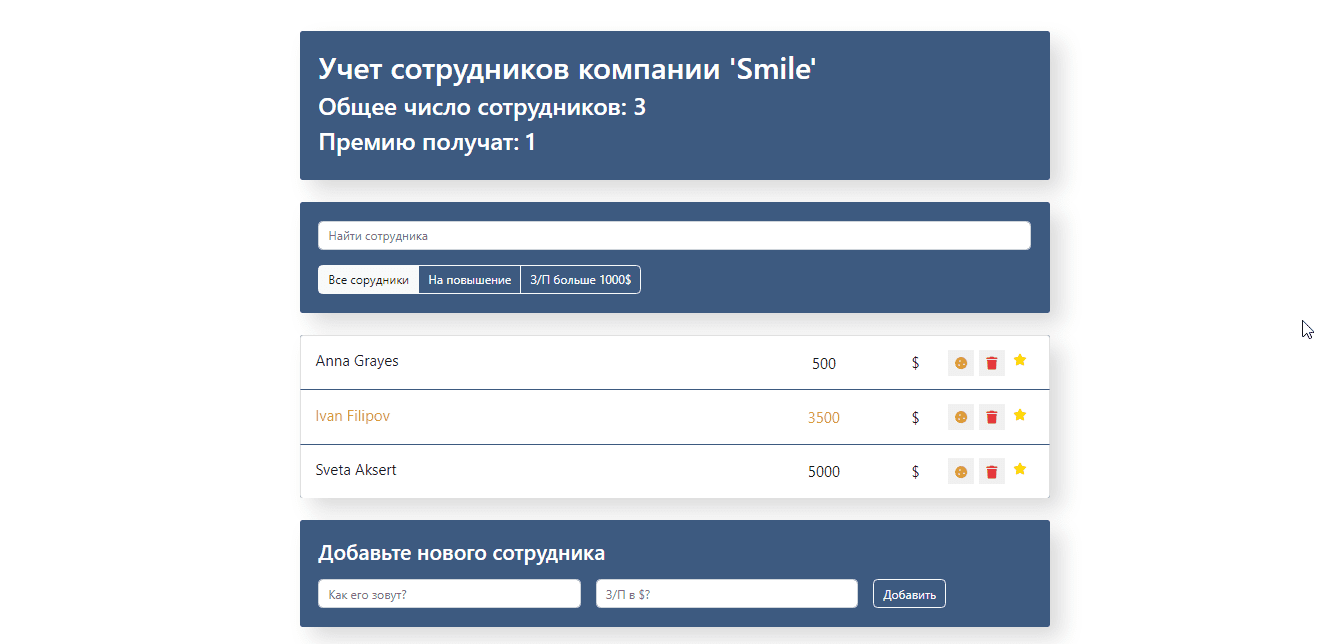 Учет сотрудников компании 'Smile'
Общее число сотрудников: 3
Премию получат: 1
Найти сотрудника
Все сорудники На повышение З/П больше 1000$
Anna Grayes 500 $
Ivan Filipov 3500 $
Sveta Aksert 5000 $
Добавьте нового сотрудника
Как его зовут? З/П в $? Добавить